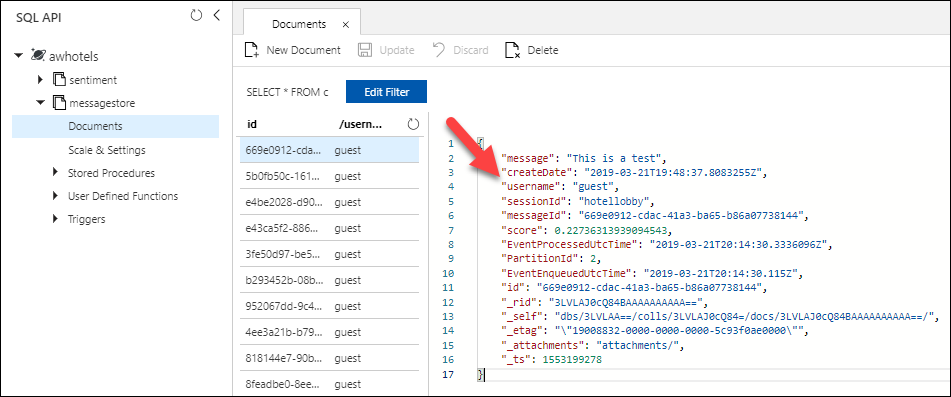 SQL API
awhotels
sentiment
messagestore
Documents
Scale & Settings
Stored Procedures
User Defined Functions
Triggers
Documents
New Document Update Discard Delete
SELECT * FROM c Edit Filter
id /usern...
669e0912-cda... guest
5b0fb50c-161... guest
e4be2028-d90... guest
e43ca5f2-886... guest
3fe50d97-be5... guest
b293452b-08b... guest
952067dd-9c4... guest
4ee3a21b-b79... guest
818144e7-90b... guest
8feadbe0-8ee... guest
1 {
2 "message": "This is a test",
3 "createDate": "2019-03-21T19:48:37.8083255Z",
4 "username": "guest",
5 "sessionId": "hotellobby",
6 "messageId": "669e0912-cdac-41a3-ba65-b86a07738144",
7 "score": 0.22736313939094543,
8 "EventProcessedUtcTime": "2019-03-21T20:14:30.3336096Z",
9 "PartitionId": 2,
10 "EventEnqueuedUtcTime": "2019-03-21T20:14:30.115Z",
11 "id": "669e0912-cdac-41a3-ba65-b86a07738144",
12 "_rid": "3LVLAJ0cQ84BAAAAAAAAAA==",
13 "_self": "dbs/3LVLAA==/colls/3LVLAJ0cQ84=/docs/3LVLAJ0cQ84BAAAAAAAAAA==/",
14 "_etag": "\"19008832-0000-0000-0000-5c93f0ae0000\"",
15 "_attachments": "attachments/",
16 "_ts": 1553199278
17 }